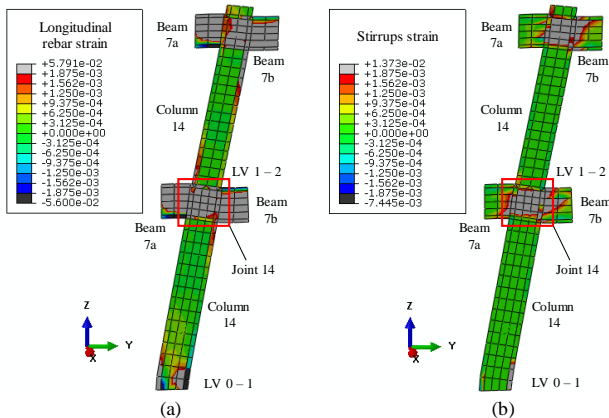 Longitudinal
rebar strain
+5.791e-02
+1.875e-03
+1.562e-03
+1.250e-03
+9.375e-04
+6.250e-04
+3.125e-04
+0.000e+00
-3.125e-04
-6.250e-04
-9.375e-04
-1.250e-03
-1.562e-03
-1.875e-03
-5.600e-02
Beam
7a
Beam
7b
Column
14
LV 1 – 2
Beam
7a
Beam
7b
Joint 14
Column
14
LV 0 – 1
Z
Y
X
(a)
Stirrups strain
+1.373e-02
+1.875e-03
+1.562e-03
+1.250e-03
+9.375e-04
+6.250e-04
+3.125e-04
+0.000e+00
-3.125e-04
-6.250e-04
-9.375e-04
-1.250e-03
-1.562e-03
-1.875e-03
-7.445e-03
Beam
7a
Beam
7b
Column
14
LV 1 – 2
Beam
7a
Beam
7b
Joint 14
Column
14
LV 0 – 1
Z
Y
X
(b)